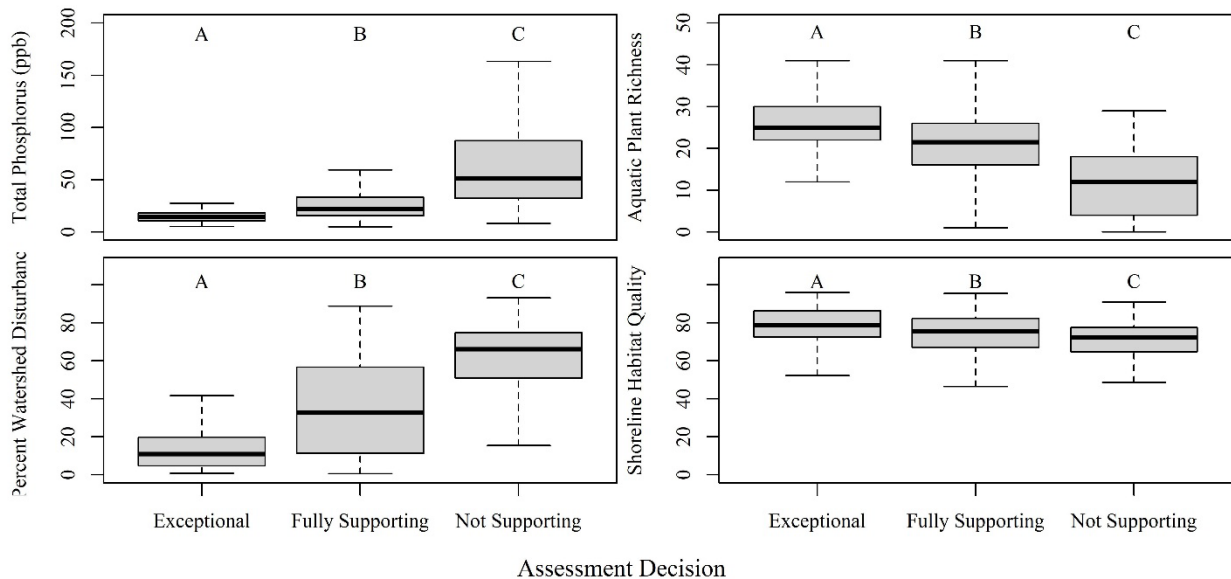 Total Phosphorus (ppb)
200
150
100
50
0
A B C
Aquatic Plant Richness
50
40
30
20
10
0
A B C
Percent Watershed Disturbanc
80
60
40
20
0
A B C
Exceptional Fully Supporting Not Supporting
Shoreline Habitat Quality
80
60
40
20
0
A B C
Exceptional Fully Supporting Not Supporting
Assessment Decision